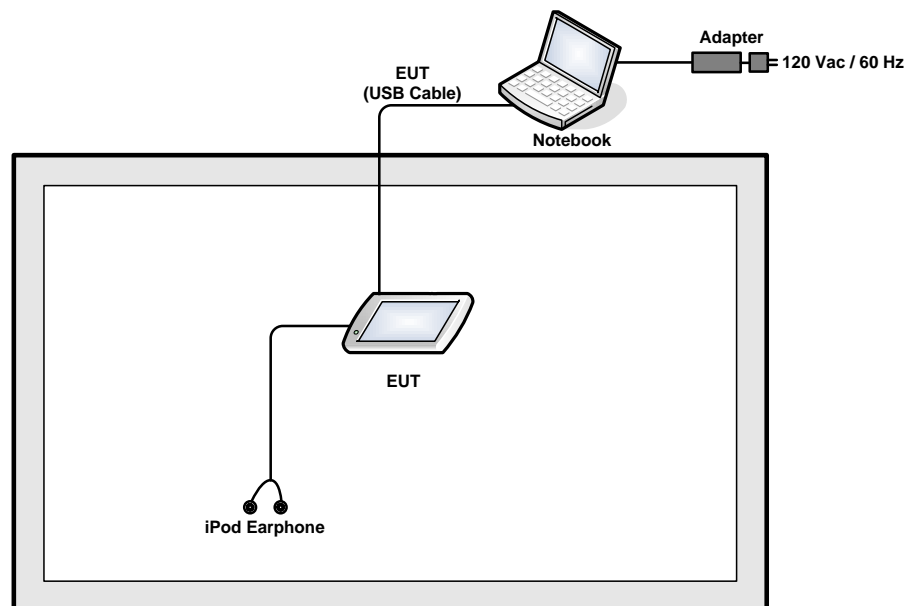 Adapter
120 Vac / 60 Hz
EUT
(USB Cable)
Notebook
EUT
iPod Earphone